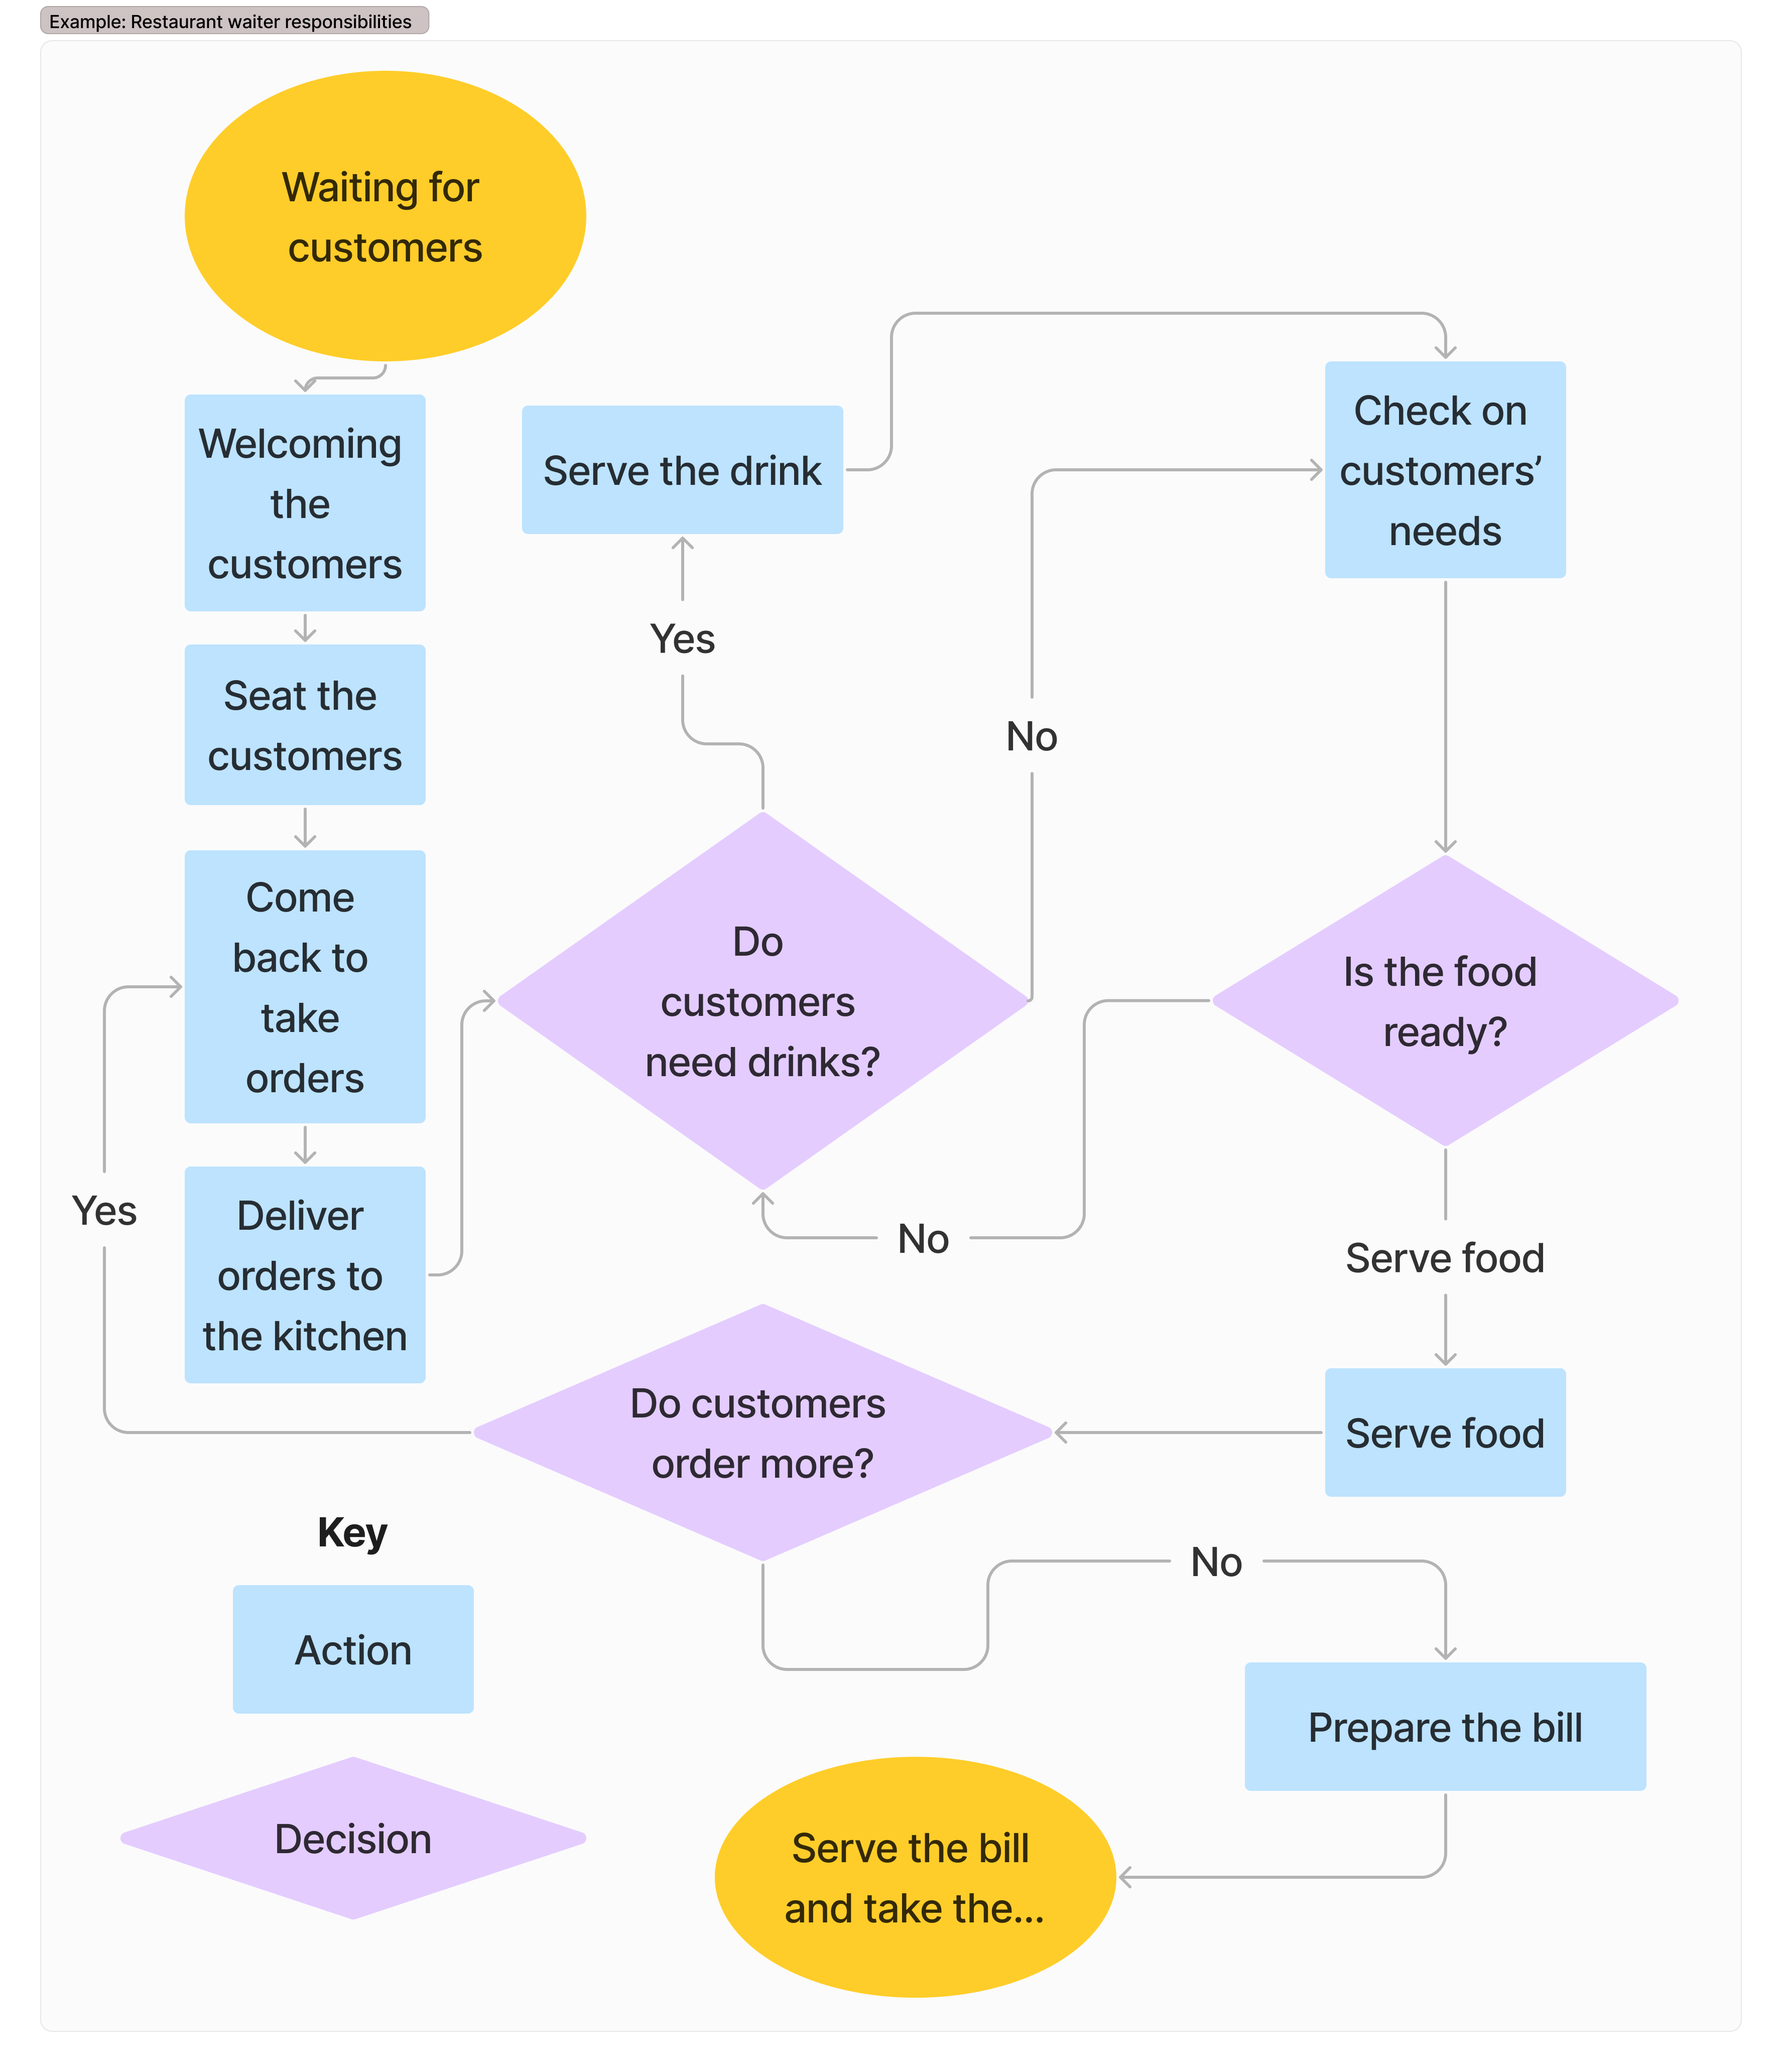 Example: Restaurant waiter responsibilities
Waiting for
customers
Welcoming
the
customers
Seat the
customers
Come
back to
take
orders
Deliver
orders to
the kitchen
Yes
Serve the drink
Yes
Do
customers
need drinks?
No
Check on
customers’
needs
Is the food
ready?
No
Serve food
Serve food
Do customers
order more?
No
Prepare the bill
Serve the bill
and take the...
Key
Action
Decision